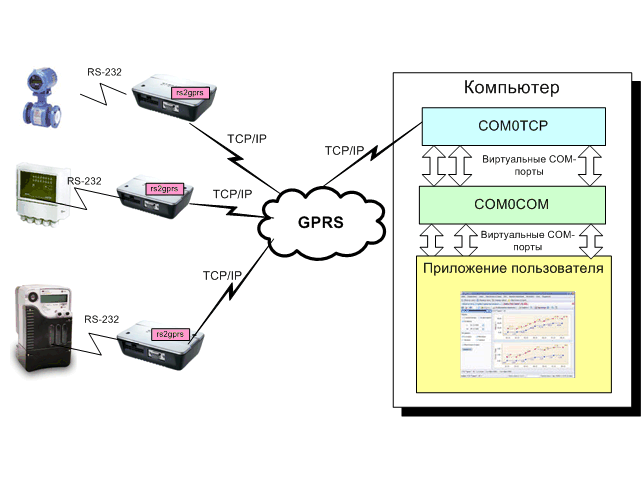 RS-232
rs2gprs
TCP/IP
RS-232
rs2gprs
TCP/IP
RS-232
rs2gprs
TCP/IP
GPRS
TCP/IP
Компьютер
COM0TCP
Виртуальные COM-
порты
COM0COM
Виртуальные COM-
порты
Приложение пользователя